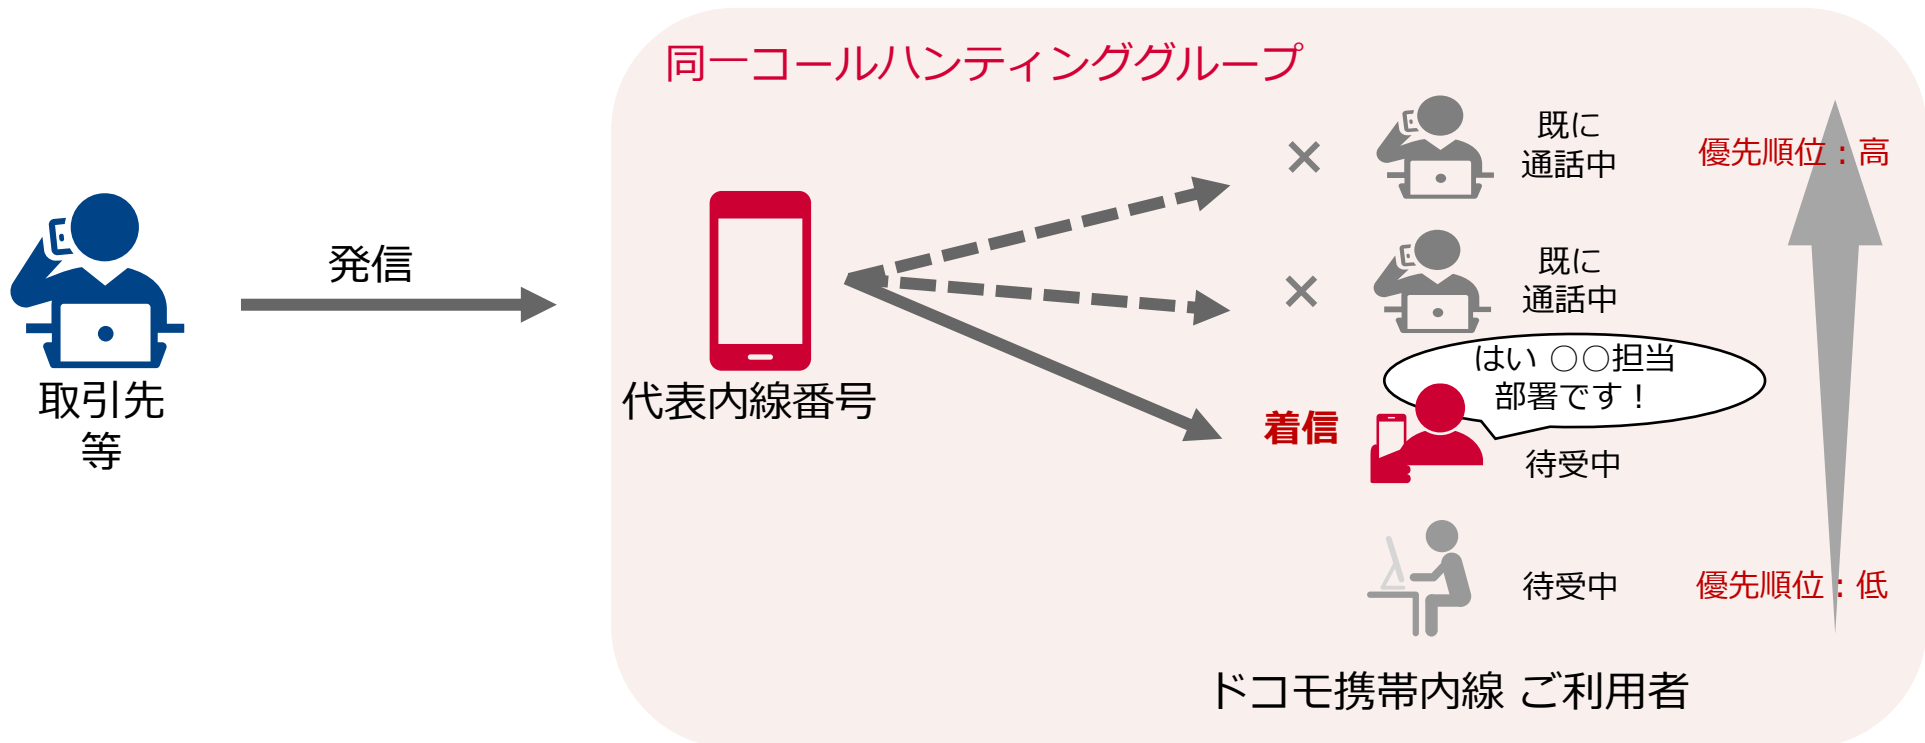 同一コールハンティンググループ
既に
通話中
優先順位：高
発信
既に
通話中
はい 〇〇担当
部署です！
取引先
等
代表内線番号
着信
待受中
待受中
優先順位：低
ドコモ携帯内線 ご利用者